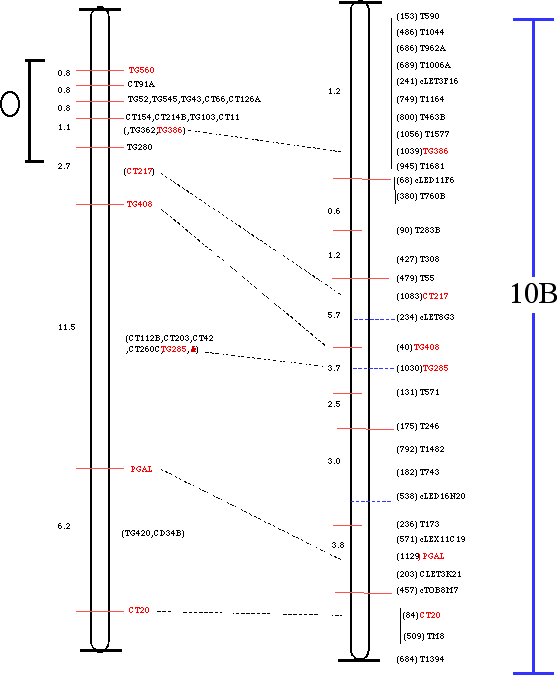 0.8
TG560
0.8
CT91A
0.8
TG52,TG545,TG43,CT66,CT126A
1.1
CT154,CT214B,TG103,CT11
(,TG362,TG386)
TG280
2.7
(CT217)
TG408
11.5
(CT112B,CT203,CT42
,CT260C,TG285,
PGAL
6.2
(TG420,CD34B)
CT20
(153) T590
(486) T1044
(686) T962A
(689) T1006A
(241) cLET3F16
1.2
(749) T1164
(800) T463B
(1056) T1577
(1039)TG386
(945) T1681
(68) cLED11F6
(380) T760B
0.6
(90) T283B
1.2
(427) T308
(479) T55
(1083)CT217
5.7
(234) cLET8G3
(40)TG408
3.7
(1030)TG285
(131) T571
2.5
(175) T246
(792) T1482
3.0
(182) T743
(538) cLED16N20
(236) T173
(571) cLEX11C19
3.8
(1129 PGAL
(203) CLET3K21
(457) cTOB8M7
(84)CT20
(509) TM8
(684) T1394
10B